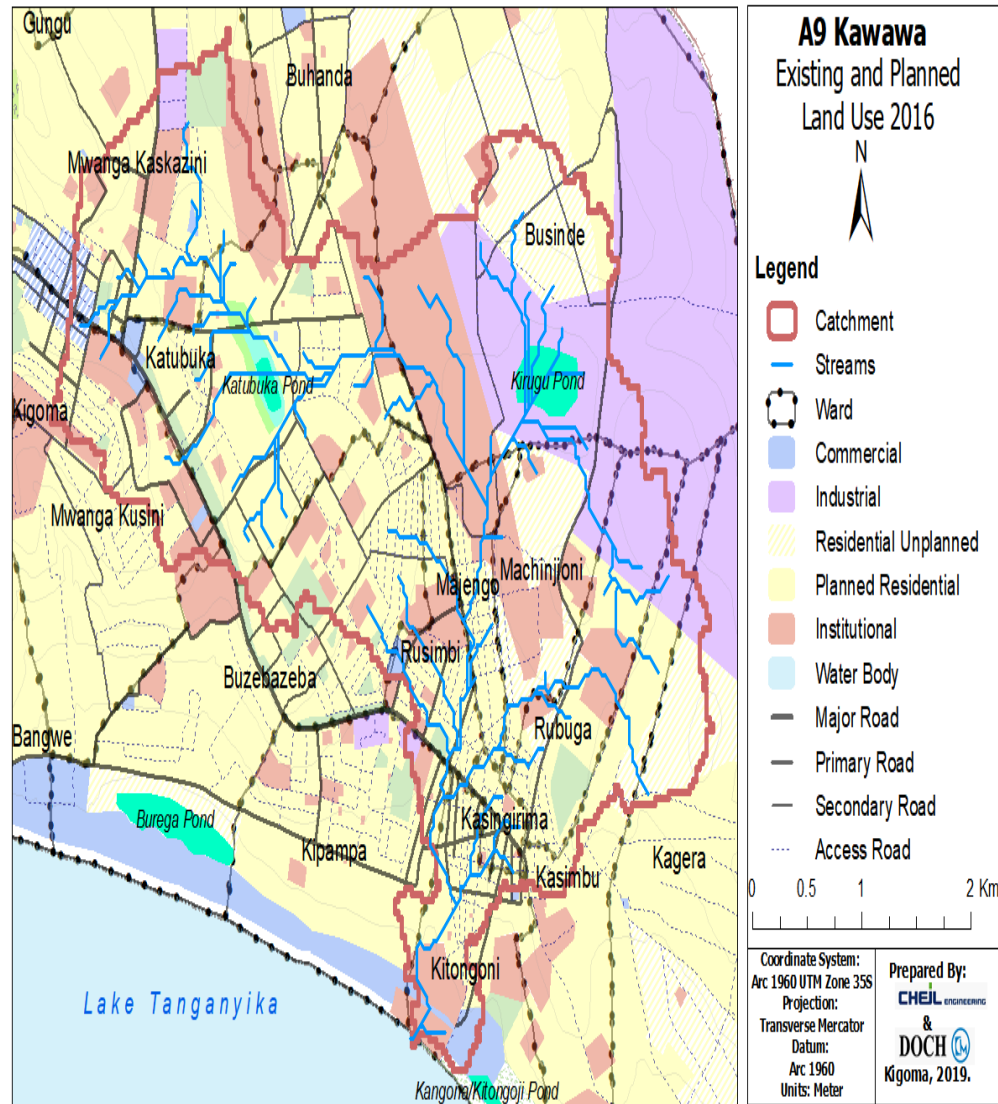 Gungu
Buhanda
Mwanga Kaskazini
Businde
Katubuka
Katubuka Pond
Kirugu Pond
Kigoma
Mwanga Kusini
Machinjioni
Majengo
Rusimbi
Buzebazeba
Rubuga
Bangwe
Burega Pond
Kasingirima
Kipampa
Kagera
Kasimbu
Kitongoni
Lake Tanganyika
Kangona/Kitongoji Pond
A9 Kawawa
Existing and Planned
Land Use 2016
N
Legend
Catchment
Streams
Ward
Commercial
Industrial
Residential Unplanned
Planned Residential
Institutional
Water Body
Major Road
Primary Road
Secondary Road
Access Road
0 0.5 1 2 Km
Coordinate System:
Arc 1960 UTM Zone 35S
Projection:
Transverse Mercator
Datum:
Arc 1960
Units: Meter
Prepared By:
CHEIL ENGINEERING
&
DOCH
Kigoma, 2019.